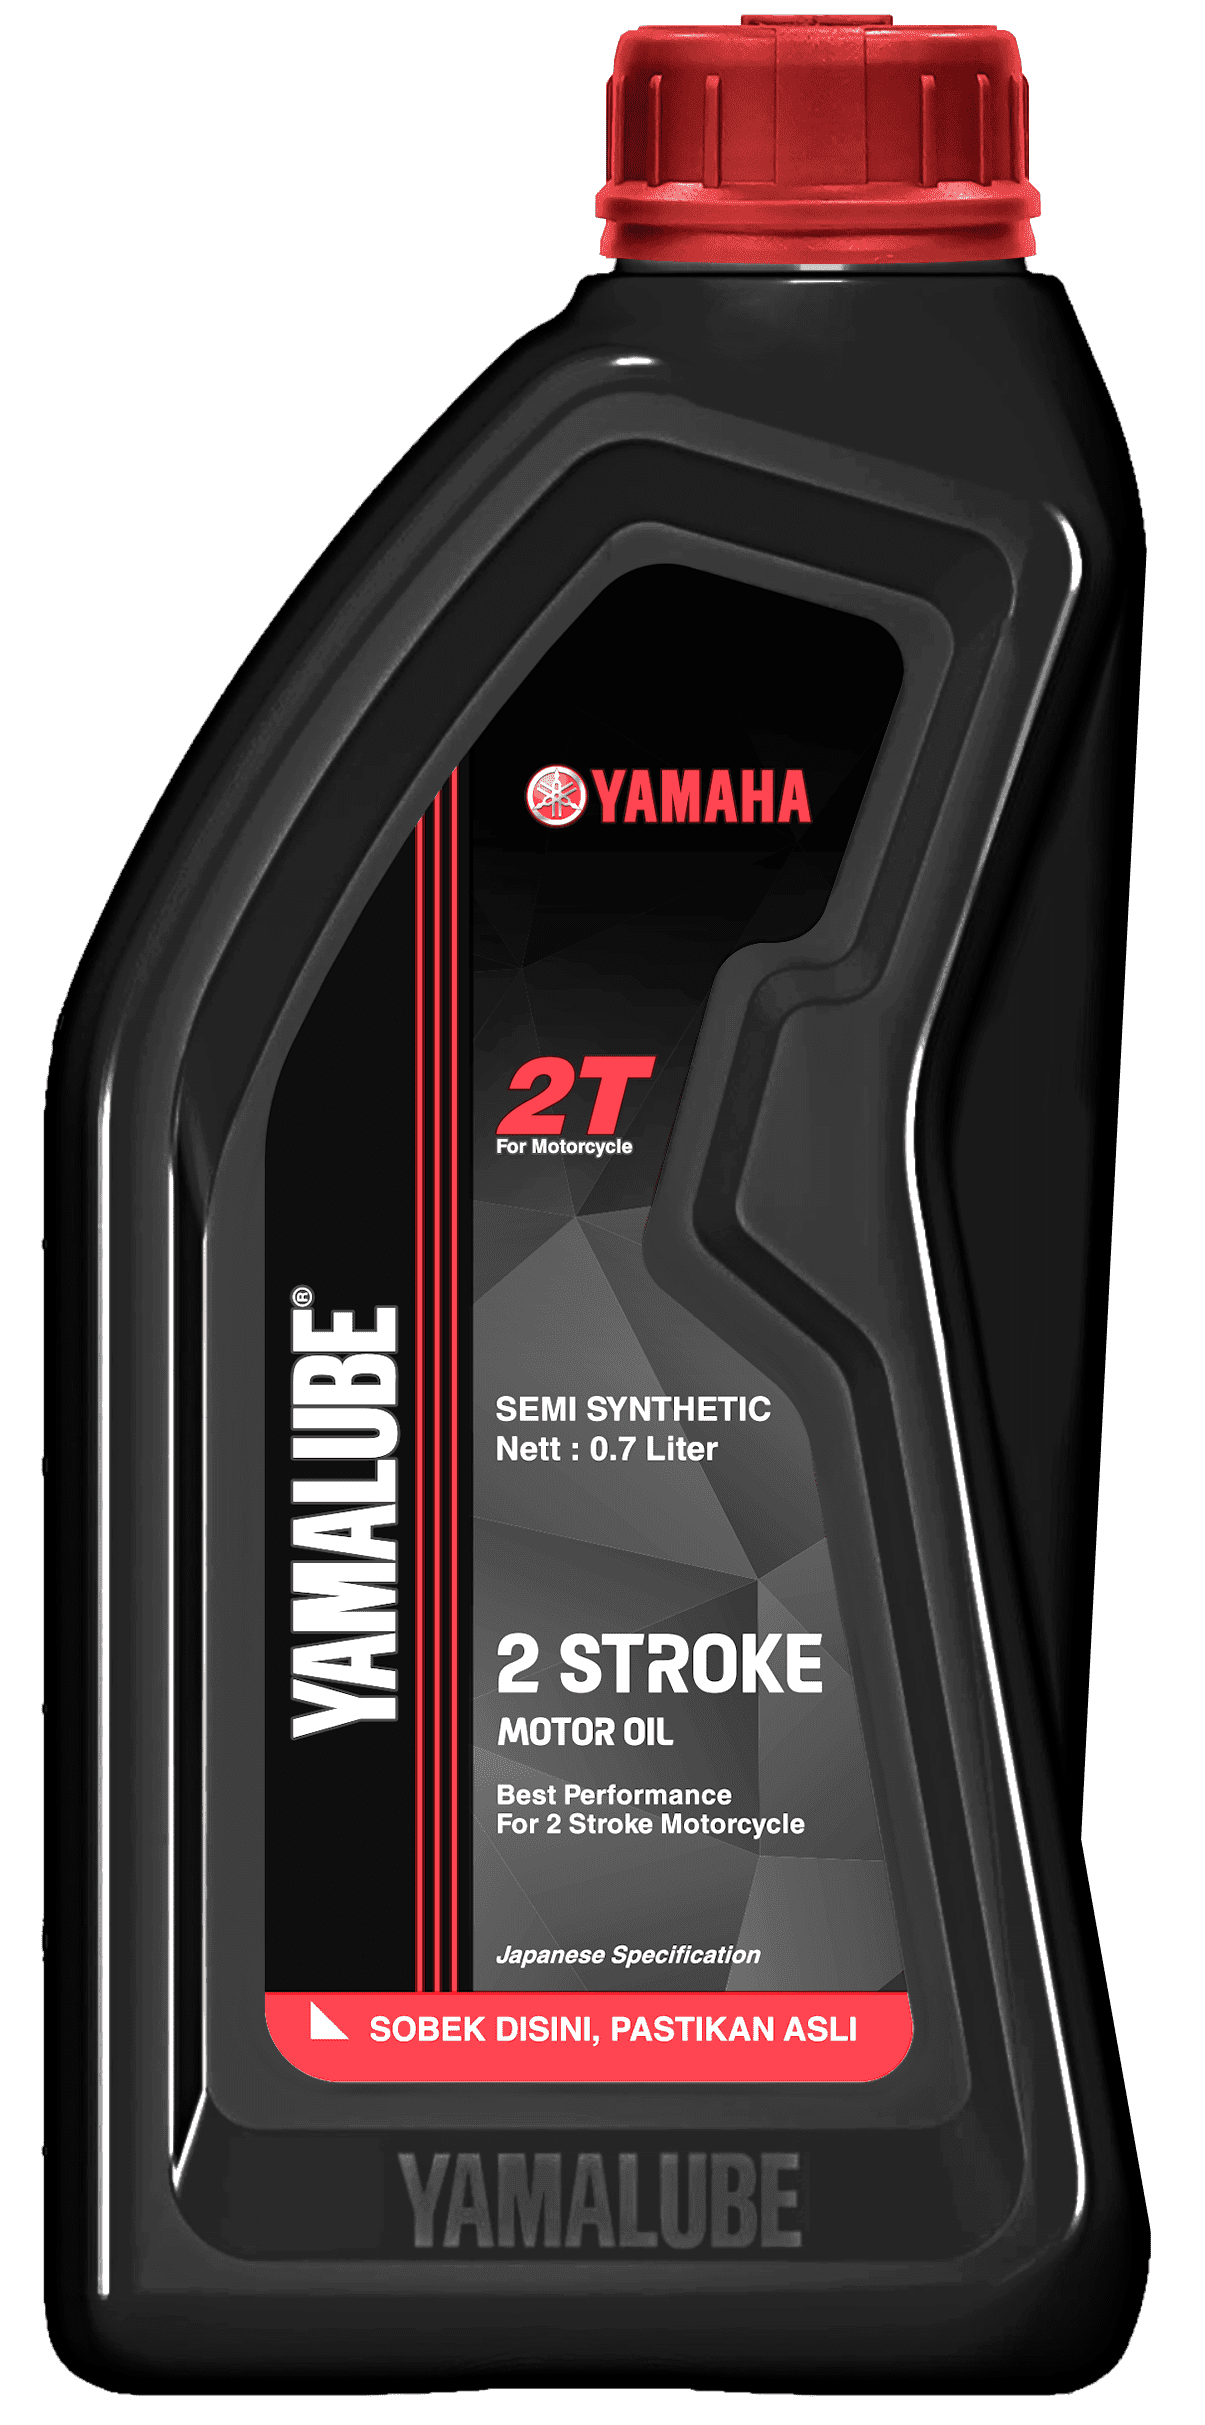 YAMAHA
2T
For Motorcycle
YAMALUBE®
SEMI SYNTHETIC
Nett : 0.7 Liter
2 STROKE
MOTOR OIL
Best Performance
For 2 Stroke Motorcycle
Japanese Specification
SOBEK DISINI, PASTIKAN ASLI
YAMALUBE